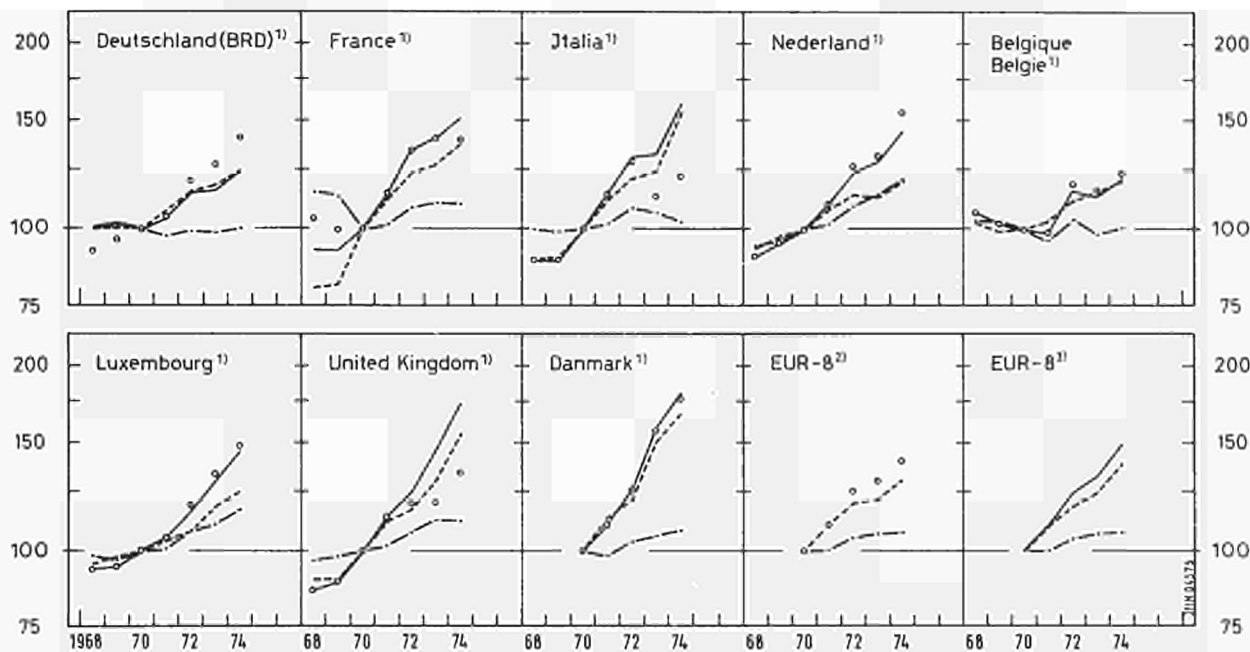 200 Deutschland (BRD)¹⁾ France¹⁾ Jtalia¹⁾ Nederland¹⁾ Belgique 200
Belgie¹⁾
150 150
100 100
75 75
200 Luxembourg¹⁾ United Kingdom¹⁾ Danmark¹⁾ EUR-8²⁾ EUR-8³⁾ 200
150 150
100 100
75 75
1968 70 72 74 68 70 72 74 68 70 72 74 68 70 72 74 68 70 72 74